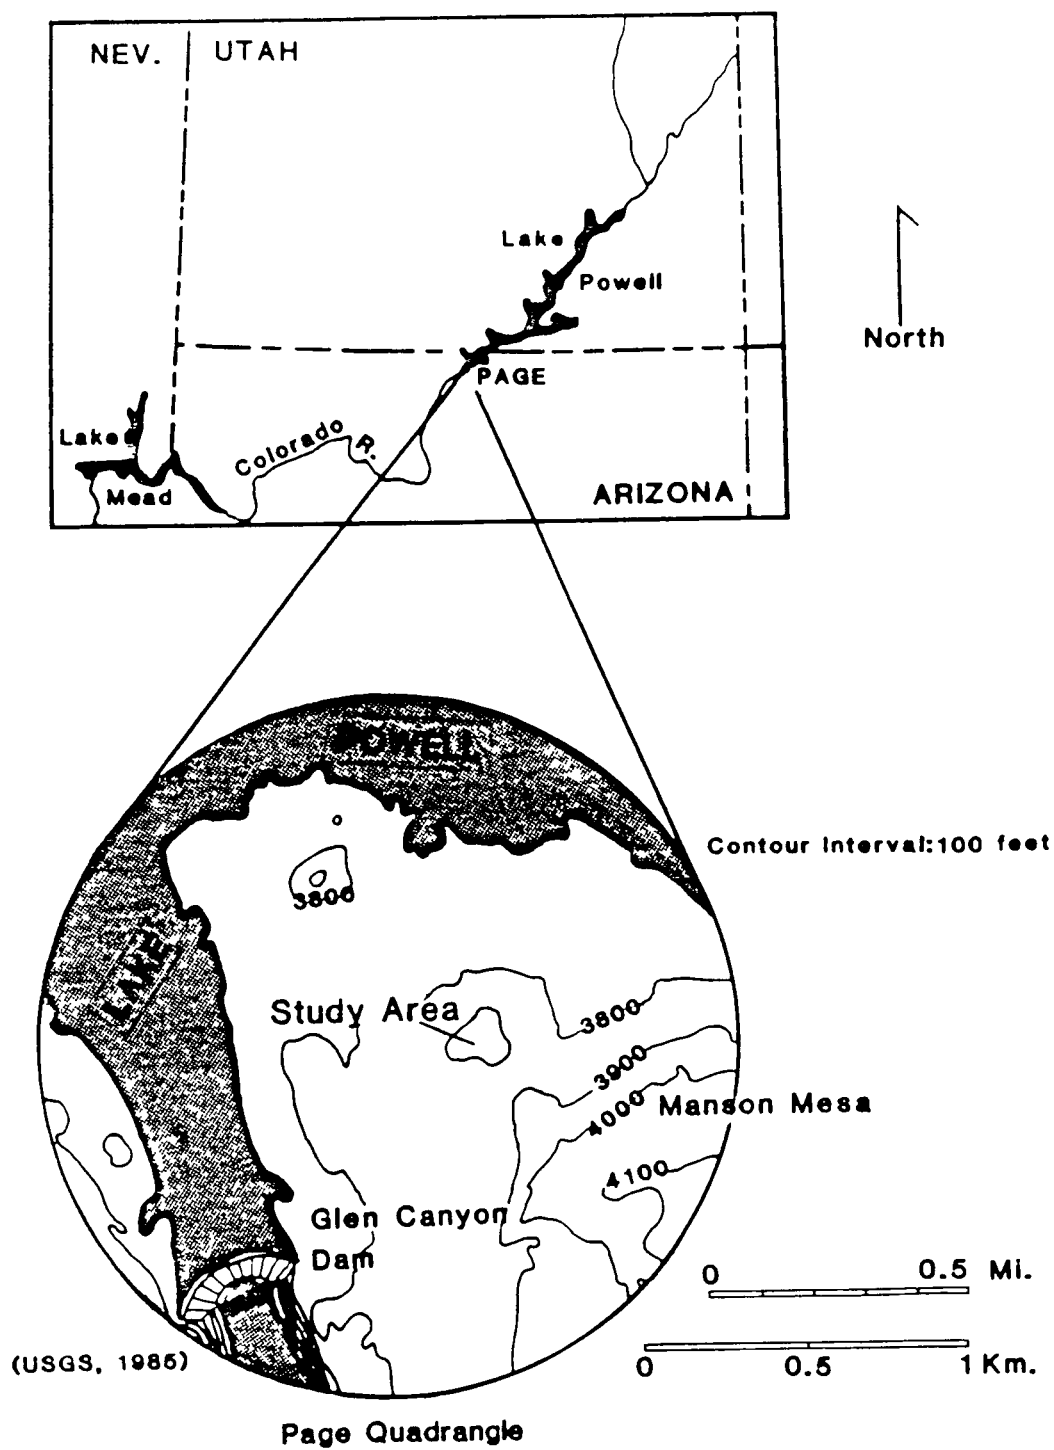 NEV. UTAH
Lake
Powell
North
PAGE
Lake
Colorado R.
Mead
ARIZONA
POWELL
Contour Interval:100 feet
3800
LAKE
Study Area
3800
3900
4000 Manson Mesa
4100
Glen Canyon
Dam
0 0.5 Mi.
(USGS, 1985)
0 0.5 1 Km.
Page Quadrangle